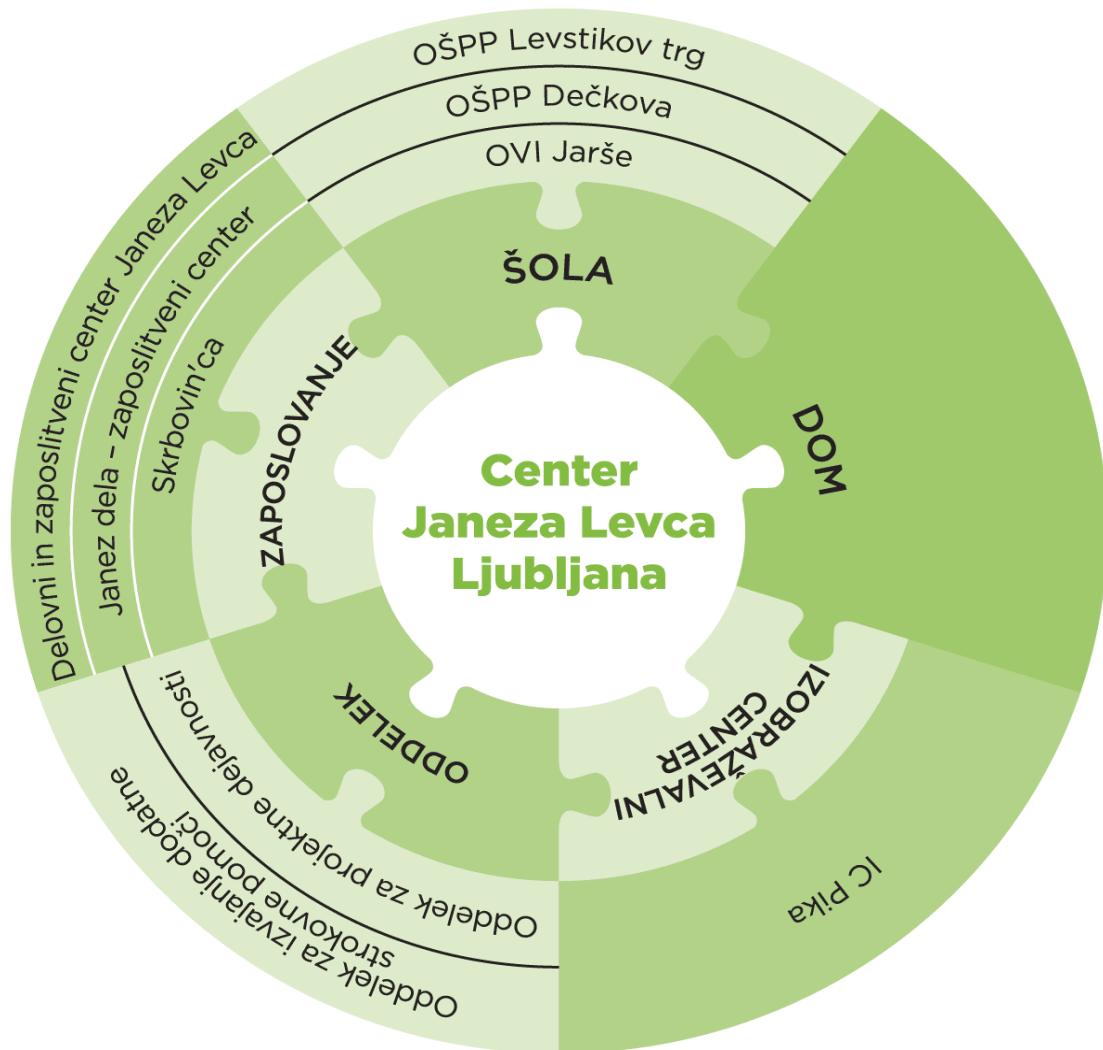 OŠPP Levstikov trg
OŠPP Dečkova
OVI Jarše
ŠOLA
DOM
IZOBRAŽEVALNI
CENTER
IC Pika
ODDELEK
Oddelek za projektne dejavnosti
Oddelek za izvajanje dodatne
strokovne pomoči
ZAPOSLOVANJE
Skrbovin'ca
Janez dela – zaposlitveni center
Delovni in zaposlitveni center Janeza Levca
Center
Janeza Levca
Ljubljana